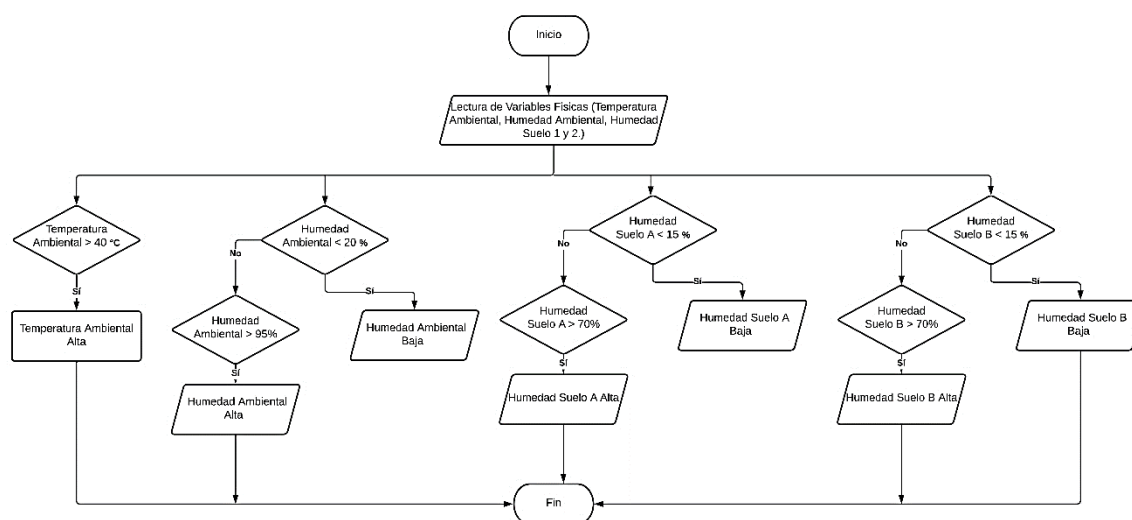 Inicio
Lectura de Variables Fisicas (Temperatura
Ambiental, Humedad Ambiental, Humedad
Suelo 1 y 2.)
Temperatura
Ambiental > 40 °C
Humedad
Ambiental < 20 %
Humedad
Suelo A < 15 %
Humedad
Suelo B < 15 %
No
No
No
Sí
Sí
Sí
Sí
Temperatura Ambiental
Alta
Humedad
Ambiental > 95%
Humedad Ambiental
Baja
Humedad
Suelo A > 70%
Humedad Suelo A
Baja
Humedad
Suelo B > 70%
Humedad Suelo B
Baja
Sí
Sí
Sí
Humedad Ambiental
Alta
Humedad Suelo A Alta
Humedad Suelo B Alta
Fin